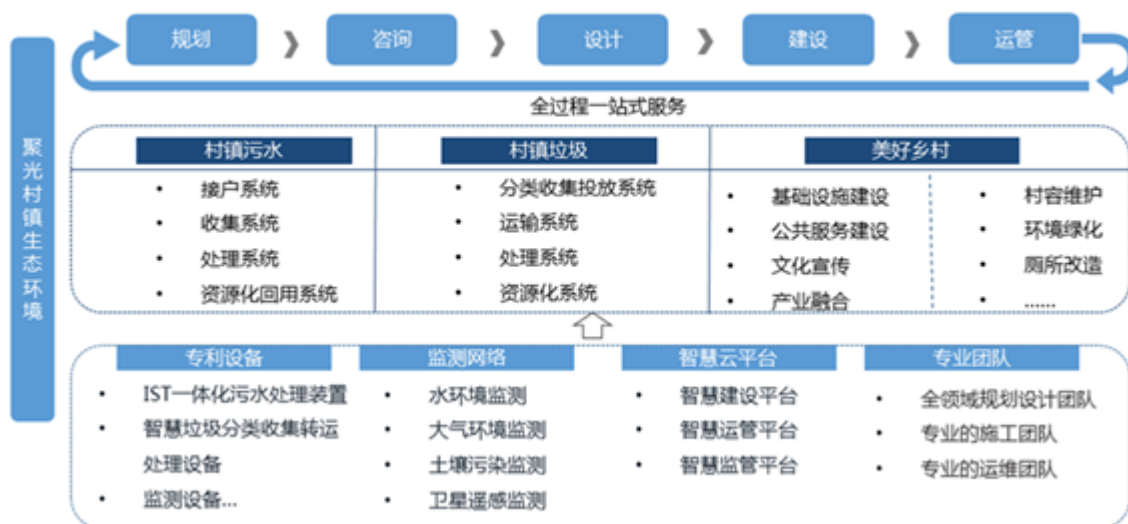 聚光村镇生态环境
规划
咨询
设计
建设
运管
全过程一站式服务
村镇污水
• 接户系统
• 收集系统
• 处理系统
• 资源化回用系统
村镇垃圾
• 分类收集投放系统
• 运输系统
• 处理系统
• 资源化系统
美好乡村
• 基础设施建设
• 公共服务建设
• 文化宣传
• 产业融合
• 村容维护
• 环境绿化
• 厕所改造
• ......
专利设备
• IST一体化污水处理装置
• 智慧垃圾分类收集转运
处理设备
• 监测设备...
监测网络
• 水环境监测
• 大气环境监测
• 土壤污染监测
• 卫星遥感监测
智慧云平台
• 智慧建设平台
• 智慧运管平台
• 智慧监管平台
专业团队
• 全领域规划设计团队
• 专业的施工团队
• 专业的运维团队